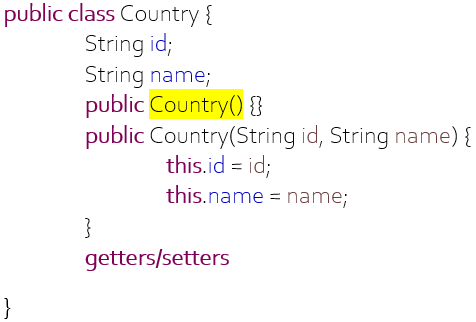 public class Country {
String id;
String name;
public Country() {}
public Country(String id, String name) {
this.id = id;
this.name = name;
}
getters/setters
}